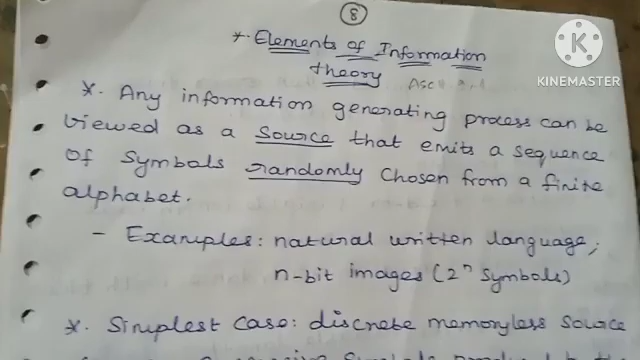 8
*. Elements of Information
theory
K
KINEMASTER
*. Any information generating process can be
viewed as a source that emits a sequence
of symbols randomly chosen from a finite
alphabet.
- Examples: natural written language;
n-bit images (2ⁿ symbols)
*. Simplest case: discrete memoryless source